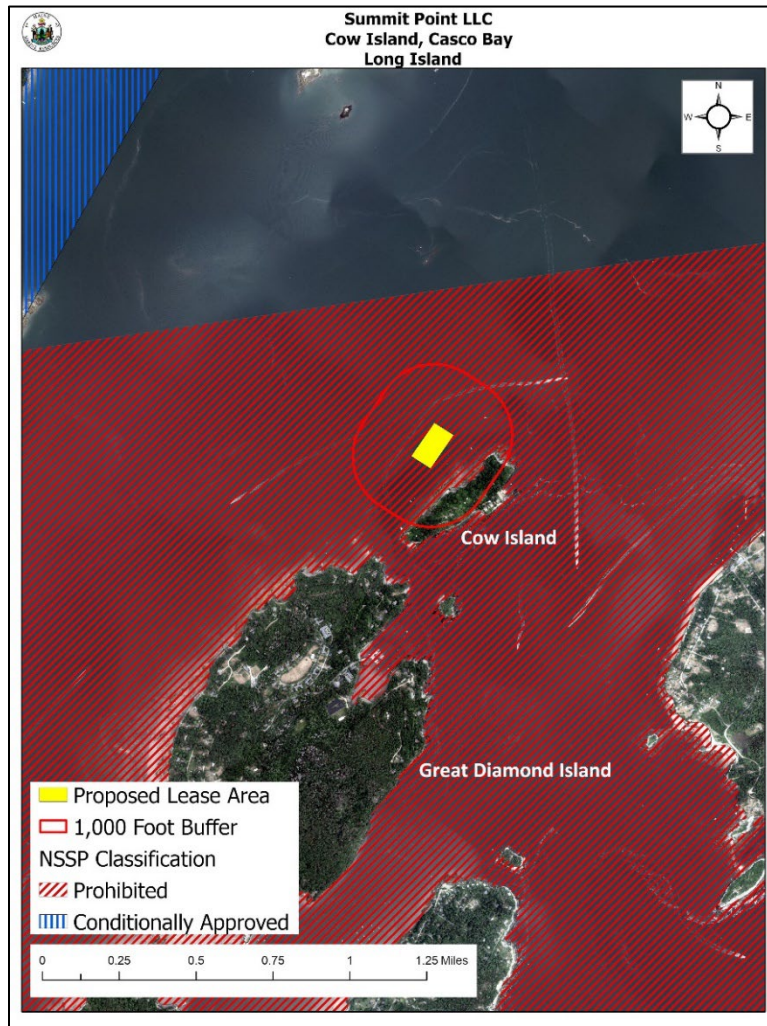 Summit Point LLC
Cow Island, Casco Bay
Long Island
N
W E
S
Cow Island
Great Diamond Island
Proposed Lease Area
1,000 Foot Buffer
NSSP Classification
Prohibited
Conditionally Approved
0 0.25 0.5 0.75 1 1.25 Miles